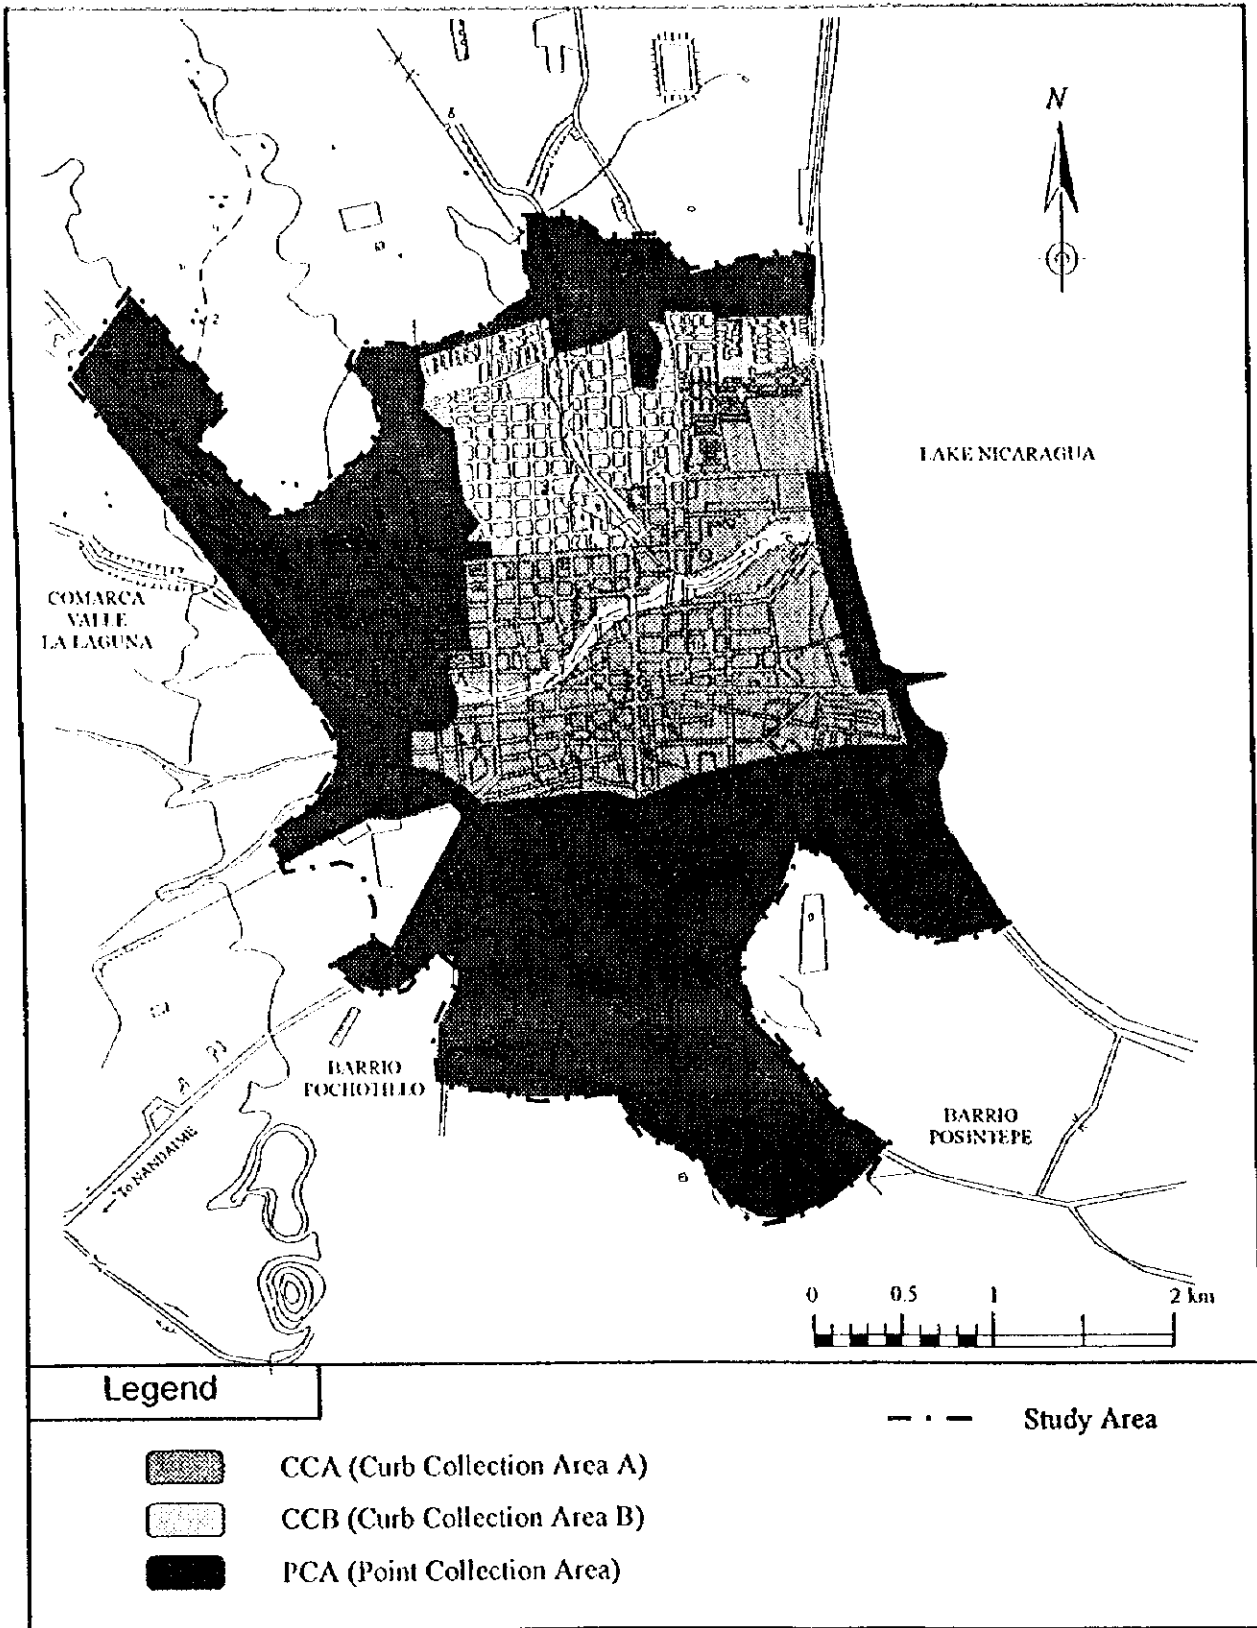 N
LAKE NICARAGUA
COMARCA
VALLE
LA LAGUNA
BARRIO
POCHOTILLO
BARRIO
POSINTEPE
To NANDAIME
0 0.5 1 2 km
Legend
Study Area
CCA (Curb Collection Area A)
CCB (Curb Collection Area B)
PCA (Point Collection Area)